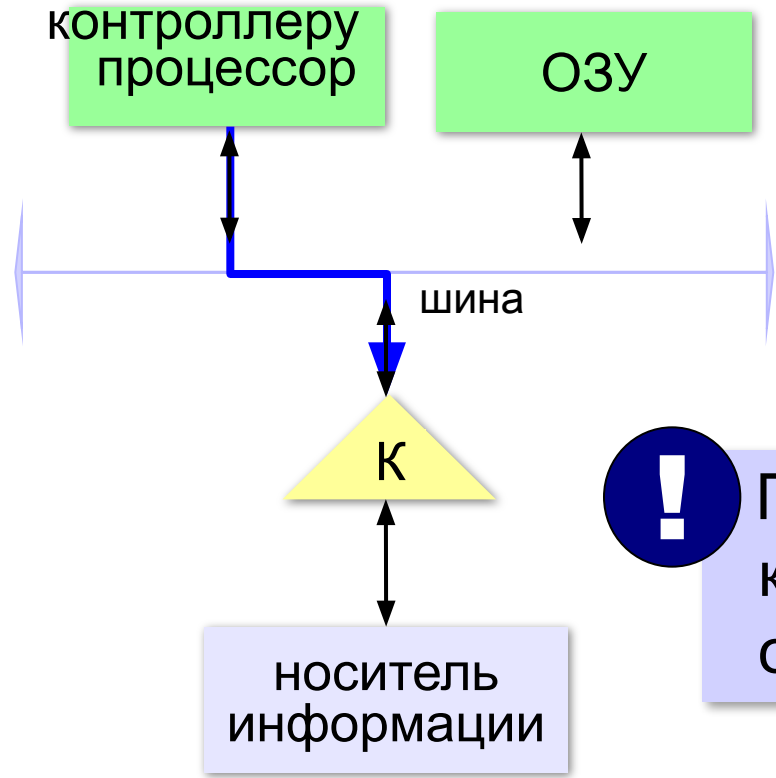 контроллеру
процессор
ОЗУ
шина
К
!
носитель
информации